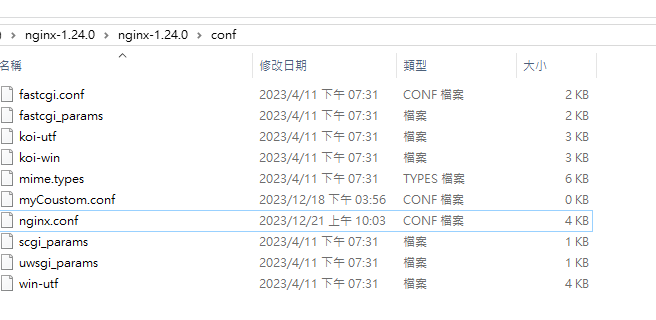 ) > nginx-1.24.0 > nginx-1.24.0 > conf
名稱 修改日期 類型 大小
fastcgi.conf 2023/4/11 下午 07:31 CONF 檔案 2 KB
fastcgi_params 2023/4/11 下午 07:31 檔案 2 KB
koi-utf 2023/4/11 下午 07:31 檔案 3 KB
koi-win 2023/4/11 下午 07:31 檔案 3 KB
mime.types 2023/4/11 下午 07:31 TYPES 檔案 6 KB
myCoustom.conf 2023/12/18 下午 03:56 CONF 檔案 0 KB
nginx.conf 2023/12/21 上午 10:03 CONF 檔案 4 KB
scgi_params 2023/4/11 下午 07:31 檔案 1 KB
uwsgi_params 2023/4/11 下午 07:31 檔案 1 KB
win-utf 2023/4/11 下午 07:31 檔案 4 KB